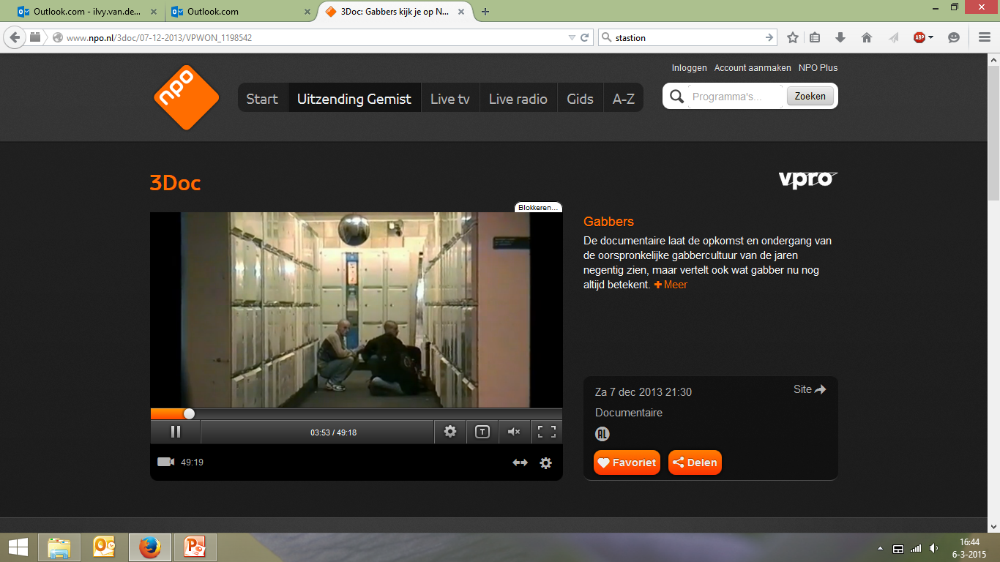 Outlook.com - ilvy.van.de...
Outlook.com
3Doc: Gabbers kijk je op N...
www.npo.nl/3doc/07-12-2013/VPWON_1198542
stastion
ABP
Inloggen Account aanmaken NPO Plus
npo
Start Uitzending Gemist Live tv Live radio Gids A-Z
Programma's... Zoeken
3Doc
vpro
Blokkeren...
Gabbers
De documentaire laat de opkomst en ondergang van
de oorspronkelijke gabbercultuur van de jaren
negentig zien, maar vertelt ook wat gabber nu nog
altijd betekent. +Meer
03:53 / 49:18
T
49:19
Za 7 dec 2013 21:30
Site
Documentaire
AL
Favoriet
Delen
16:44
6-3-2015